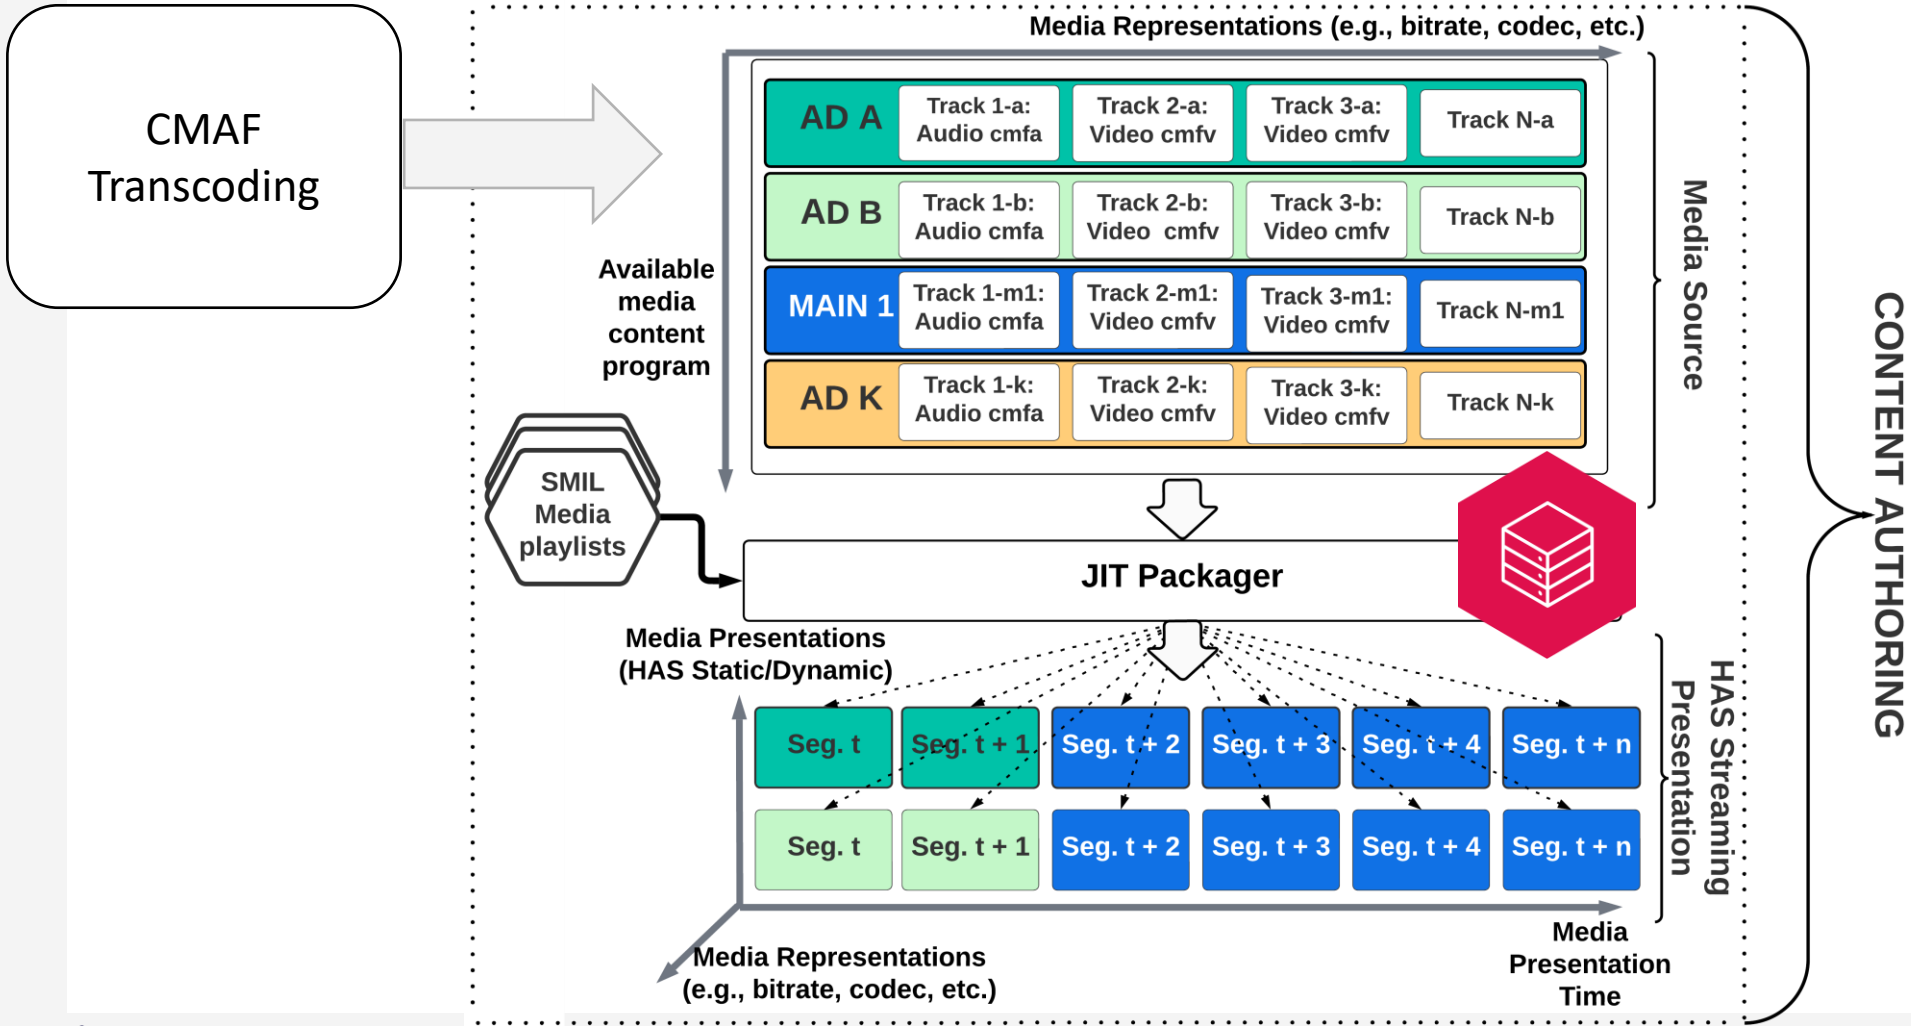 CMAF
Transcoding
Media Representations (e.g., bitrate, codec, etc.)
AD A
Track 1-a:
Audio cmfa
Track 2-a:
Video cmfv
Track 3-a:
Video cmfv
Track N-a
AD B
Track 1-b:
Audio cmfa
Track 2-b:
Video cmfv
Track 3-b:
Video cmfv
Track N-b
MAIN 1
Track 1-m1:
Audio cmfa
Track 2-m1:
Video cmfv
Track 3-m1:
Video cmfv
Track N-m1
AD K
Track 1-k:
Audio cmfa
Track 2-k:
Video cmfv
Track 3-k:
Video cmfv
Track N-k
Available
media
content
program
Media Source
CONTENT AUTHORING
SMIL
Media
playlists
JIT Packager
Media Presentations
(HAS Static/Dynamic)
Seg. t
Seg. t + 1
Seg. t + 2
Seg. t + 3
Seg. t + 4
Seg. t + n
Seg. t
Seg. t + 1
Seg. t + 2
Seg. t + 3
Seg. t + 4
Seg. t + n
HAS Streaming
Presentation
Media
Presentation
Time
Media Representations
(e.g., bitrate, codec, etc.)